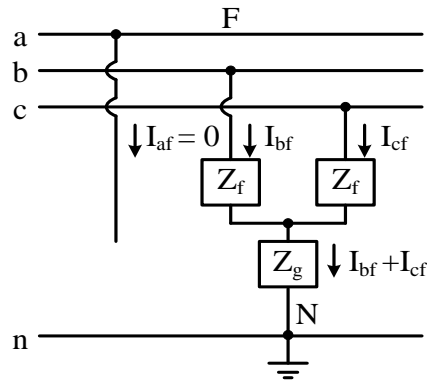 F
a
b
c
I_af = 0
I_bf
I_cf
Z_f
Z_f
Z_g
I_bf + I_cf
N
n